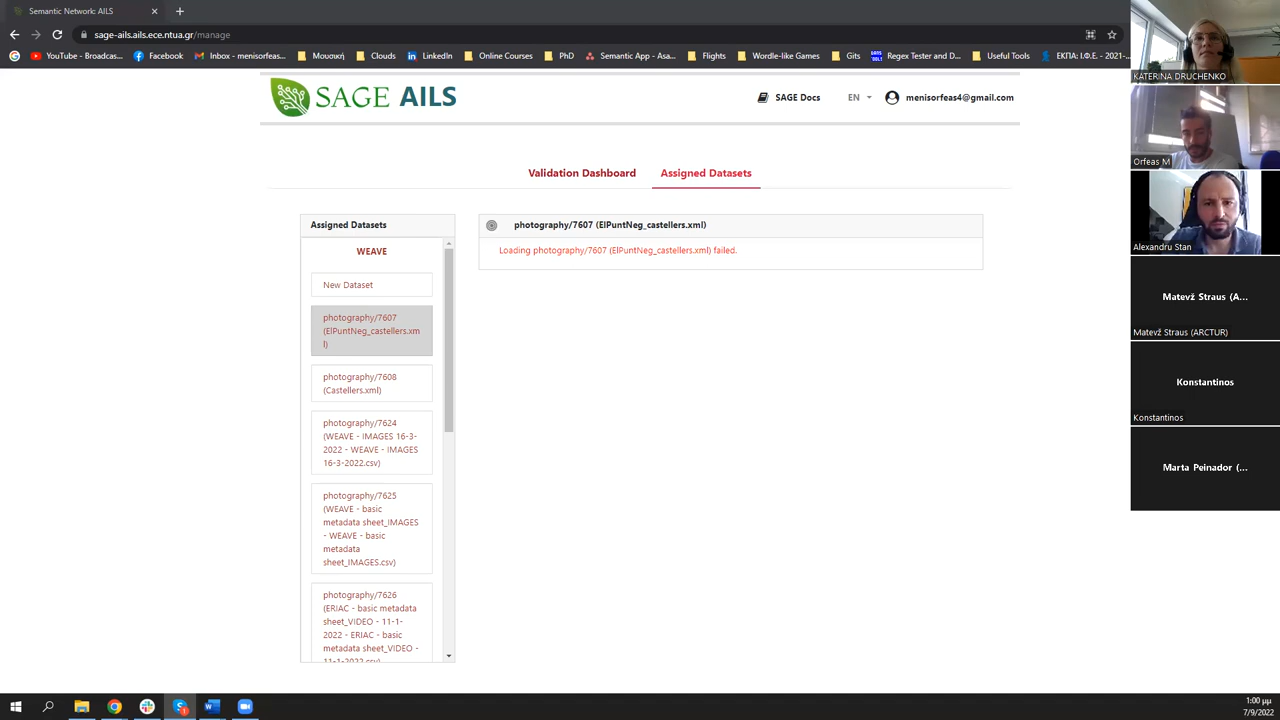 Semantic Network: AILS
sage-ails.ails.ece.ntua.gr/manage
YouTube - Broadcas...
Facebook
Inbox - menisorfeas...
Μουσική
Clouds
LinkedIn
Online Courses
PhD
Semantic App - Asa...
Flights
Wordle-like Games
Gits
Regex Tester and D...
Useful Tools
ΕΚΠΑ: Ι.Φ.Ε. - 2021-...
SAGE AILS
SAGE Docs
EN
menisorfeas4@gmail.com
Validation Dashboard
Assigned Datasets
Assigned Datasets
WEAVE
New Dataset
photography/7607
(ElPuntNeg_castellers.xm
l)
photography/7608
(Castellers.xml)
photography/7624
(WEAVE - IMAGES 16-3-
2022 - WEAVE - IMAGES
16-3-2022.csv)
photography/7625
(WEAVE - basic
metadata sheet_IMAGES
- WEAVE - basic
metadata
sheet_IMAGES.csv)
photography/7626
(ERIAC - basic metadata
sheet_VIDEO - 11-1-
2022 - ERIAC - basic
metadata sheet_VIDEO -
11-1-2022.csv)
photography/7607 (ElPuntNeg_castellers.xml)
Loading photography/7607 (ElPuntNeg_castellers.xml) failed.
KATERINA DRUCHENKO
Orfeas M
Alexandru Stan
Matevž Straus (A...
Matevž Straus (ARCTUR)
Konstantinos
Konstantinos
Marta Peinador (...
1:00 μμ
7/9/2022